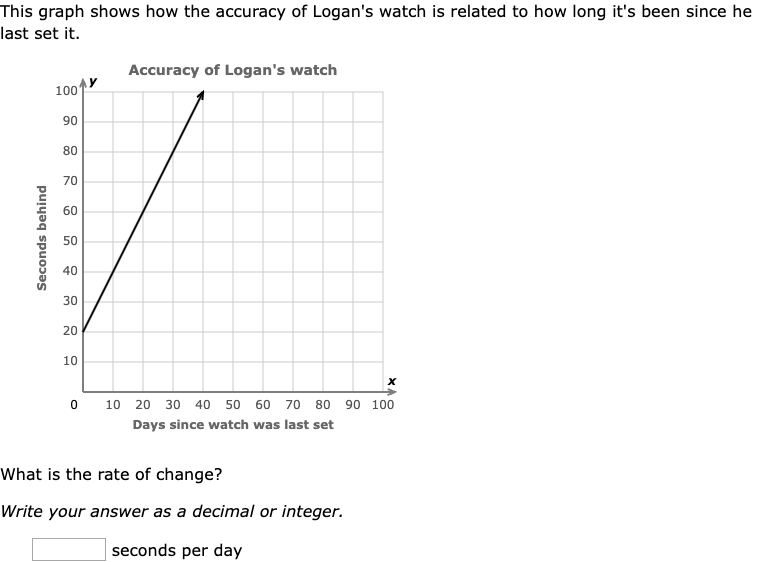 This graph shows how the accuracy of Logan's watch is related to how long it's been since he
last set it.
Accuracy of Logan's watch
y
100
90
80
70
60
50
40
30
20
10
Seconds behind
x
0 10 20 30 40 50 60 70 80 90 100
Days since watch was last set
What is the rate of change?
Write your answer as a decimal or integer.
seconds per day